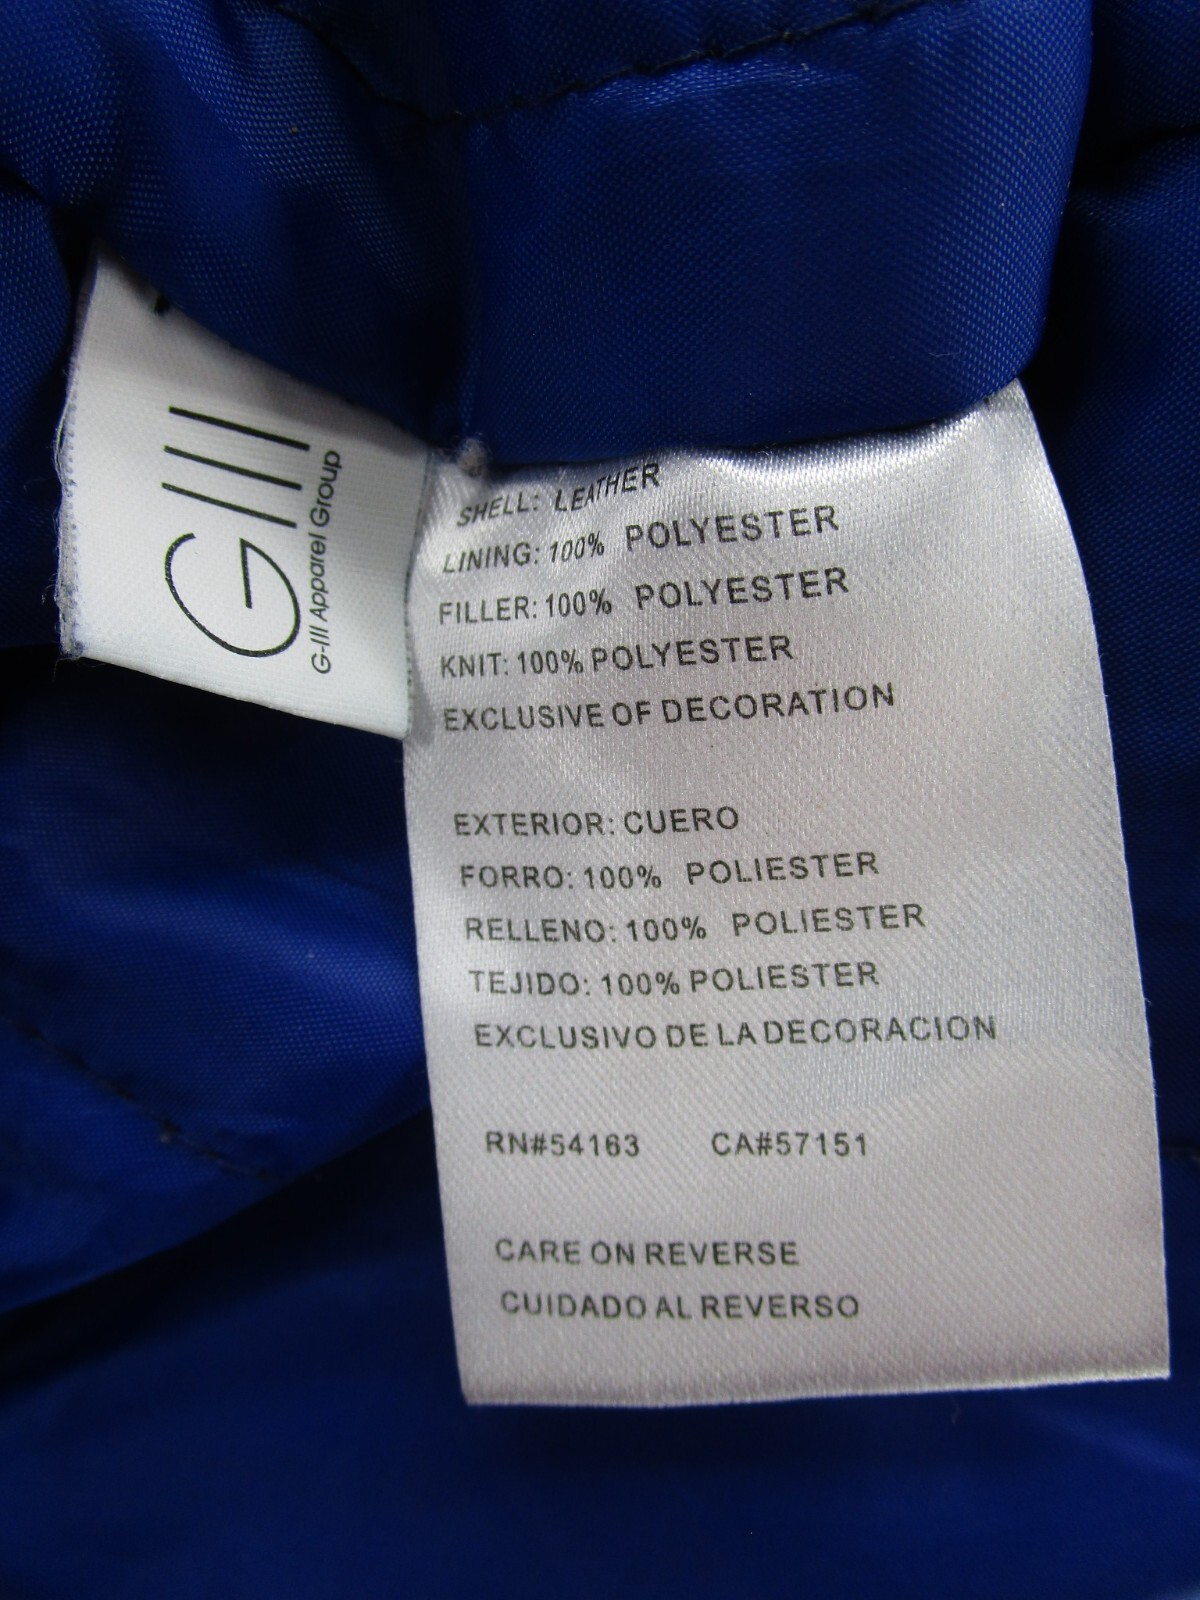 GIII
G-III Apparel Group
SHELL: LEATHER
LINING: 100% POLYESTER
FILLER: 100% POLYESTER
KNIT: 100% POLYESTER
EXCLUSIVE OF DECORATION
EXTERIOR: CUERO
FORRO: 100% POLIESTER
RELLENO: 100% POLIESTER
TEJIDO: 100% POLIESTER
EXCLUSIVO DE LA DECORACION
RN#54163 CA#57151
CARE ON REVERSE
CUIDADO AL REVERSO